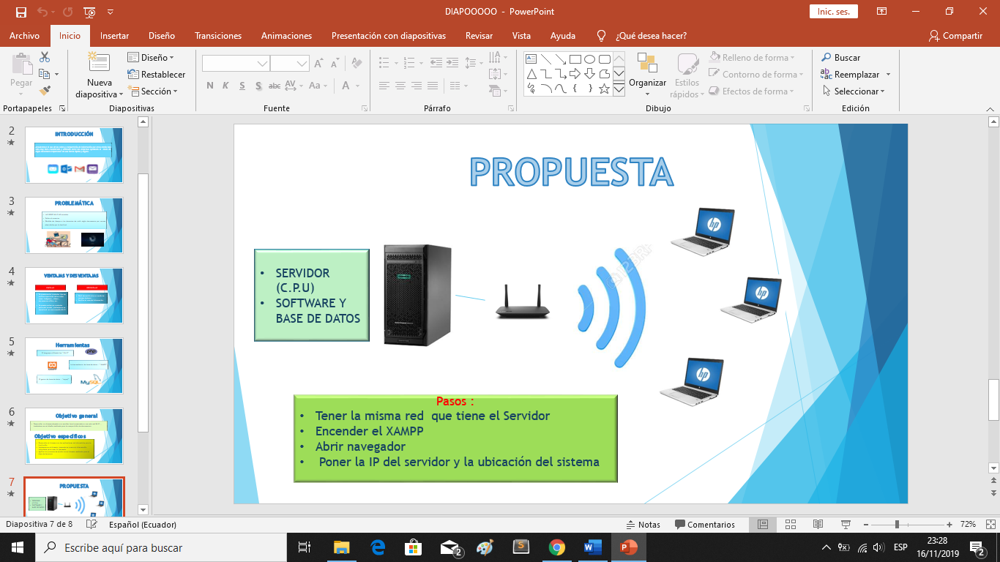 DIAPOOOOO - PowerPoint
Inic. ses.
Archivo Inicio Insertar Diseño Transiciones Animaciones Presentación con diapositivas Revisar Vista Ayuda ¿Qué desea hacer? Compartir
Pegar
Portapapeles
Nueva diapositiva
Diseño
Restablecer
Sección
Diapositivas
N K S S abc AV Aa A
Fuente
Párrafo
Organizar
Estilos rápidos
Relleno de forma
Contorno de forma
Efectos de forma
Dibujo
Buscar
Reemplazar
Seleccionar
Edición
2
INTRODUCCIÓN
3
PROBLEMÁTICA
4
VENTAJAS Y DESVENTAJAS
5
Herramientas
php
MySQL
6
Objetivo general
Objetivo específicos
7
PROPUESTA
PROPUESTA
• SERVIDOR
(C.P.U)
• SOFTWARE Y
BASE DE DATOS
hp
hp
hp
Pasos :
• Tener la misma red que tiene el Servidor
• Encender el XAMPP
• Abrir navegador
• Poner la IP del servidor y la ubicación del sistema
Diapositiva 7 de 8 Español (Ecuador) Notas Comentarios 72%
Escribe aquí para buscar
2
ESP
23:28
16/11/2019
2